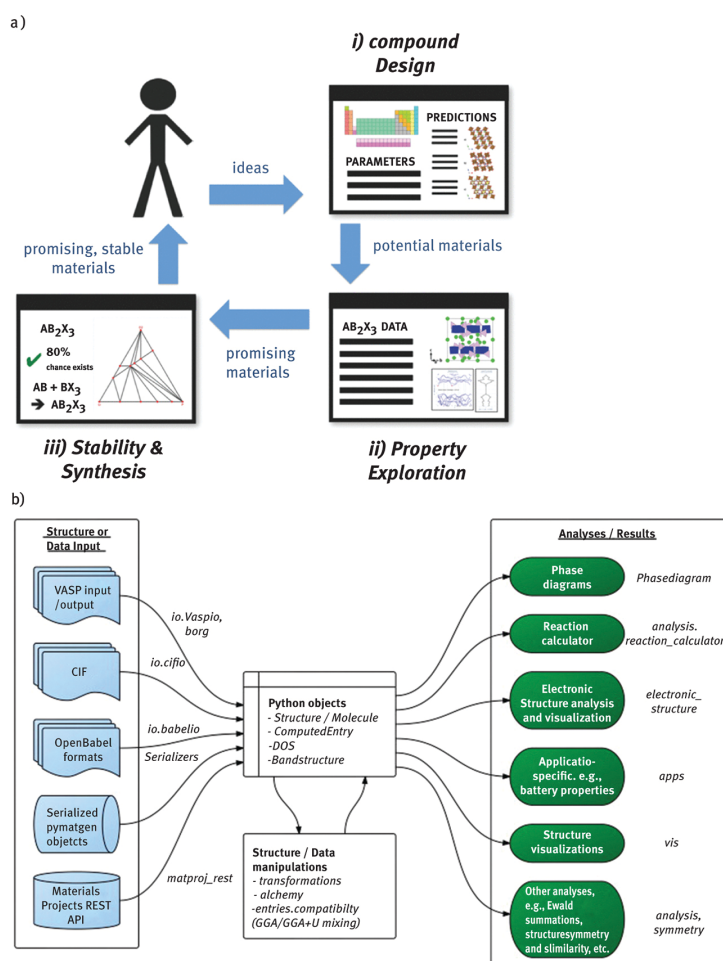 a)
i) compound
Design
PREDICTIONS
PARAMETERS
ideas
potential materials
promising, stable
materials
AB2X3
80%
chance exists
AB + BX3
➔ AB2X3
promising
materials
AB2X3 DATA
iii) Stability &
Synthesis
ii) Property
Exploration
b)
Structure or
Data Input
VASP input
/output
CIF
OpenBabel
formats
Serialized
pymatgen
objetcts
Materials
Projects REST
API
io.Vaspio,
borg
io.cifio
io.babelio
Serializers
matproj_rest
Python objects
- Structure / Molecule
- ComputedEntry
-DOS
-Bandstructure
Structure / Data
manipulations
- transformations
- alchemy
-entries.compatibilty
(GGA/GGA+U mixing)
Analyses / Results
Phase
diagrams
Phasediagram
Reaction
calculator
analysis.
reaction_calculator
Electronic
Structure analysis
and visualization
electronic_
structure
Applicatio-
specific. e.g.,
battery properties
apps
Structure
visualizations
vis
Other analyses,
e.g., Ewald
summations,
structuresymmetry
and slimilarity, etc.
analysis,
symmetry